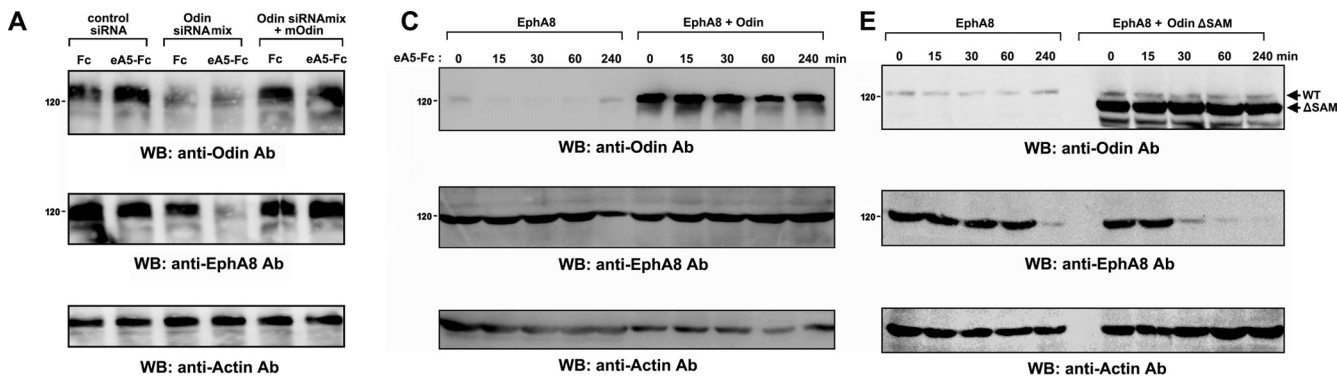 A
control siRNA
Odin siRNAmix
Odin siRNAmix + mOdin
Fc eA5-Fc Fc eA5-Fc Fc eA5-Fc
120
WB: anti-Odin Ab
120
WB: anti-EphA8 Ab
WB: anti-Actin Ab
C
EphA8
EphA8 + Odin
eA5-Fc : 0 15 30 60 240 0 15 30 60 240 min
120
WB: anti-Odin Ab
120
WB: anti-EphA8 Ab
WB: anti-Actin Ab
E
EphA8
EphA8 + Odin ΔSAM
0 15 30 60 240 0 15 30 60 240 min
120
WT
ΔSAM
WB: anti-Odin Ab
120
WB: anti-EphA8 Ab
WB: anti-Actin Ab